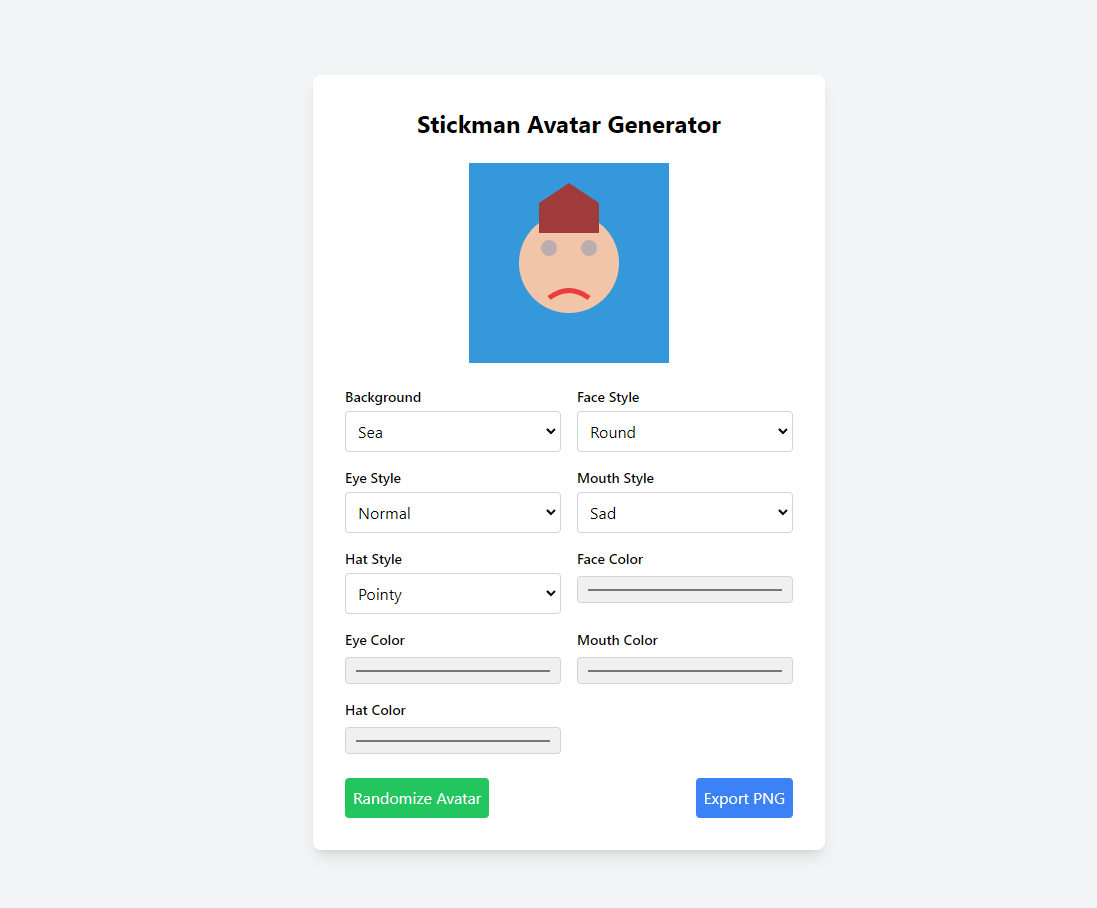 Stickman Avatar Generator
Background
Face Style
Sea
Round
Eye Style
Mouth Style
Normal
Sad
Hat Style
Face Color
Pointy
Eye Color
Mouth Color
Hat Color
Randomize Avatar
Export PNG